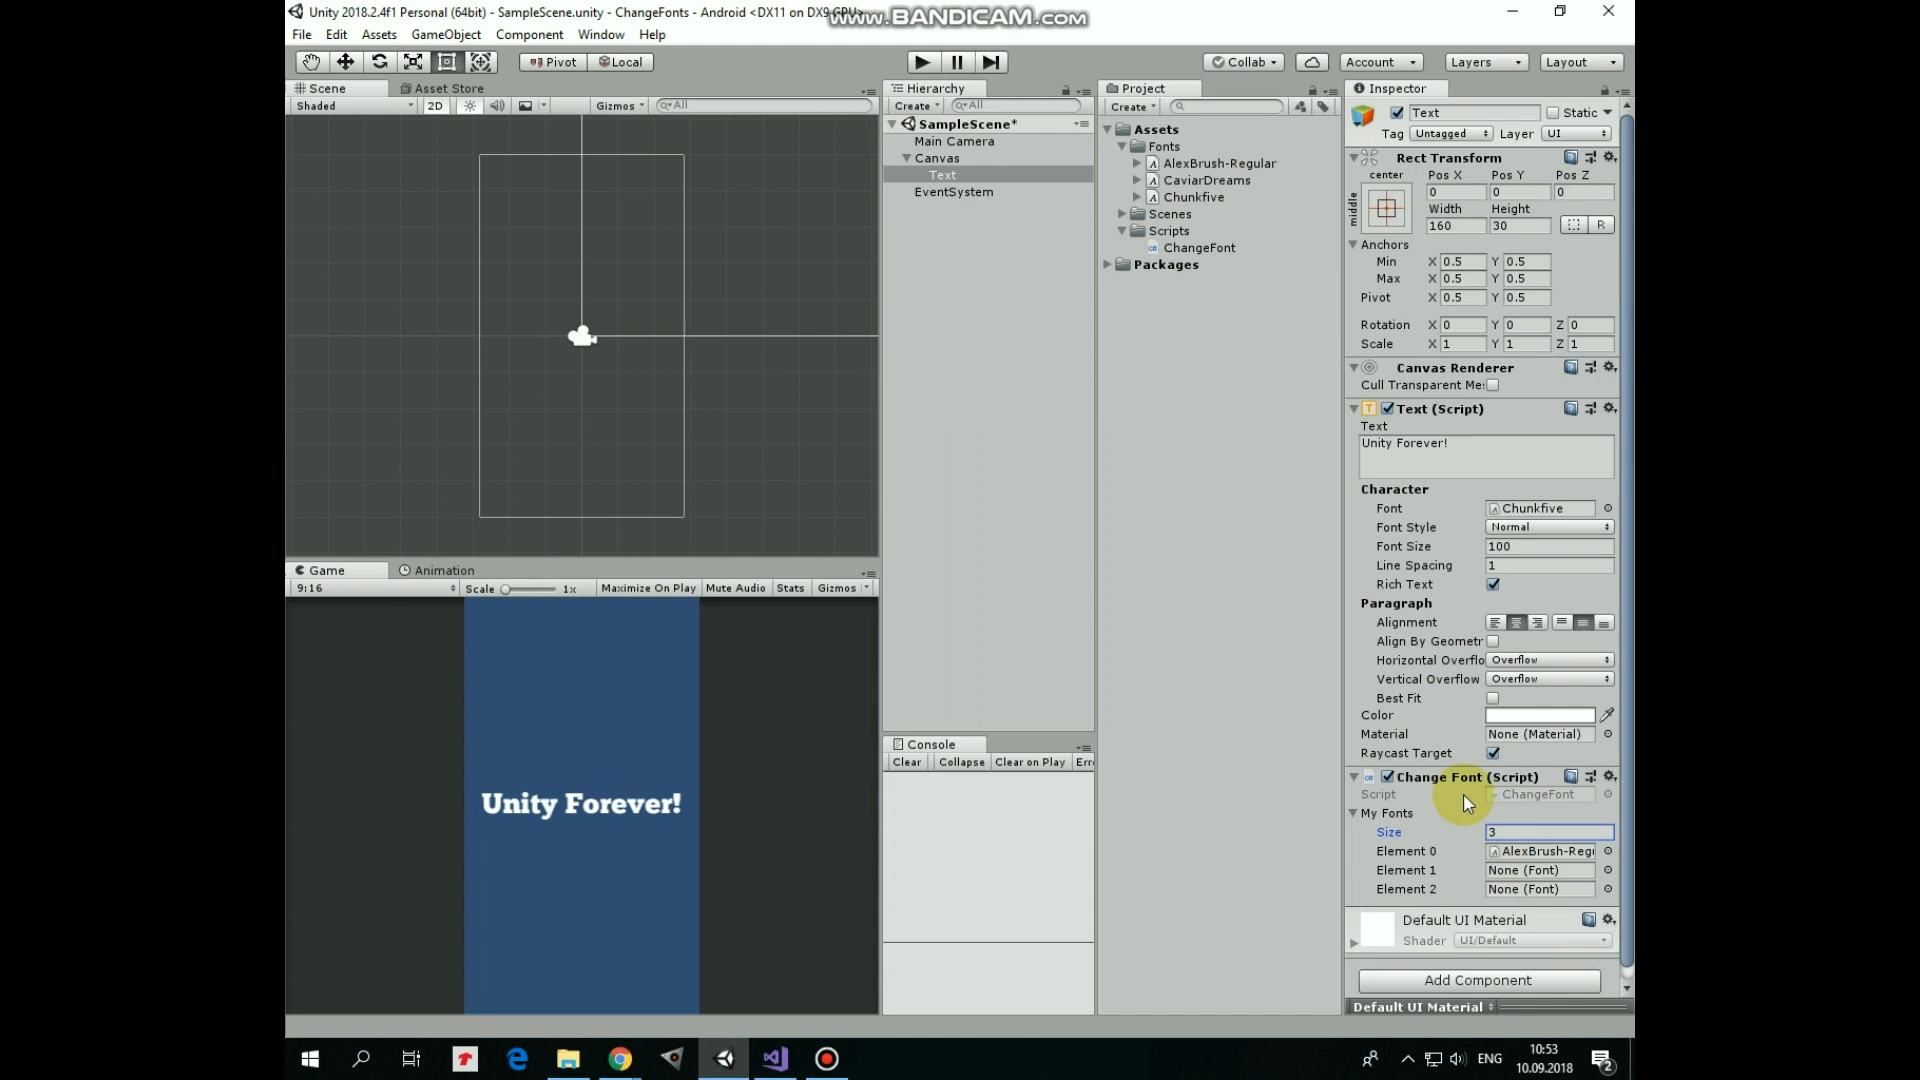 Unity 2018.2.4f1 Personal (64bit) - SampleScene.unity - ChangeFonts - Android <DX11 on DX9 GPU>
www.BANDICAM.com
File Edit Assets GameObject Component Window Help
Pivot Local Collab Account Layers Layout
Scene Asset Store
Shaded 2D Gizmos All
Hierarchy
Create All
SampleScene*
Main Camera
Canvas
Text
EventSystem
Project
Create
Assets
Fonts
AlexBrush-Regular
CaviarDreams
Chunkfive
Scenes
Scripts
ChangeFont
Packages
Inspector
Text Static
Tag Untagged Layer UI
Rect Transform
center Pos X Pos Y Pos Z
middle 0 0 0
Width Height
160 30 R
Anchors
Min X 0.5 Y 0.5
Max X 0.5 Y 0.5
Pivot X 0.5 Y 0.5
Rotation X 0 Y 0 Z 0
Scale X 1 Y 1 Z 1
Canvas Renderer
Cull Transparent Me
Text (Script)
Text
Unity Forever!
Character
Font Chunkfive
Font Style Normal
Font Size 100
Line Spacing 1
Rich Text
Paragraph
Alignment
Align By Geometr
Horizontal Overflo Overflow
Vertical Overflow Overflow
Best Fit
Color
Material None (Material)
Raycast Target
Change Font (Script)
Script ChangeFont
My Fonts
Size 3
Element 0 AlexBrush-Regu
Element 1 None (Font)
Element 2 None (Font)
Default UI Material
Shader UI/Default
Add Component
Default UI Material
Game Animation
9:16 Scale 1x Maximize On Play Mute Audio Stats Gizmos
Unity Forever!
Console
Clear Collapse Clear on Play Err
ENG
10:53
10.09.2018
2